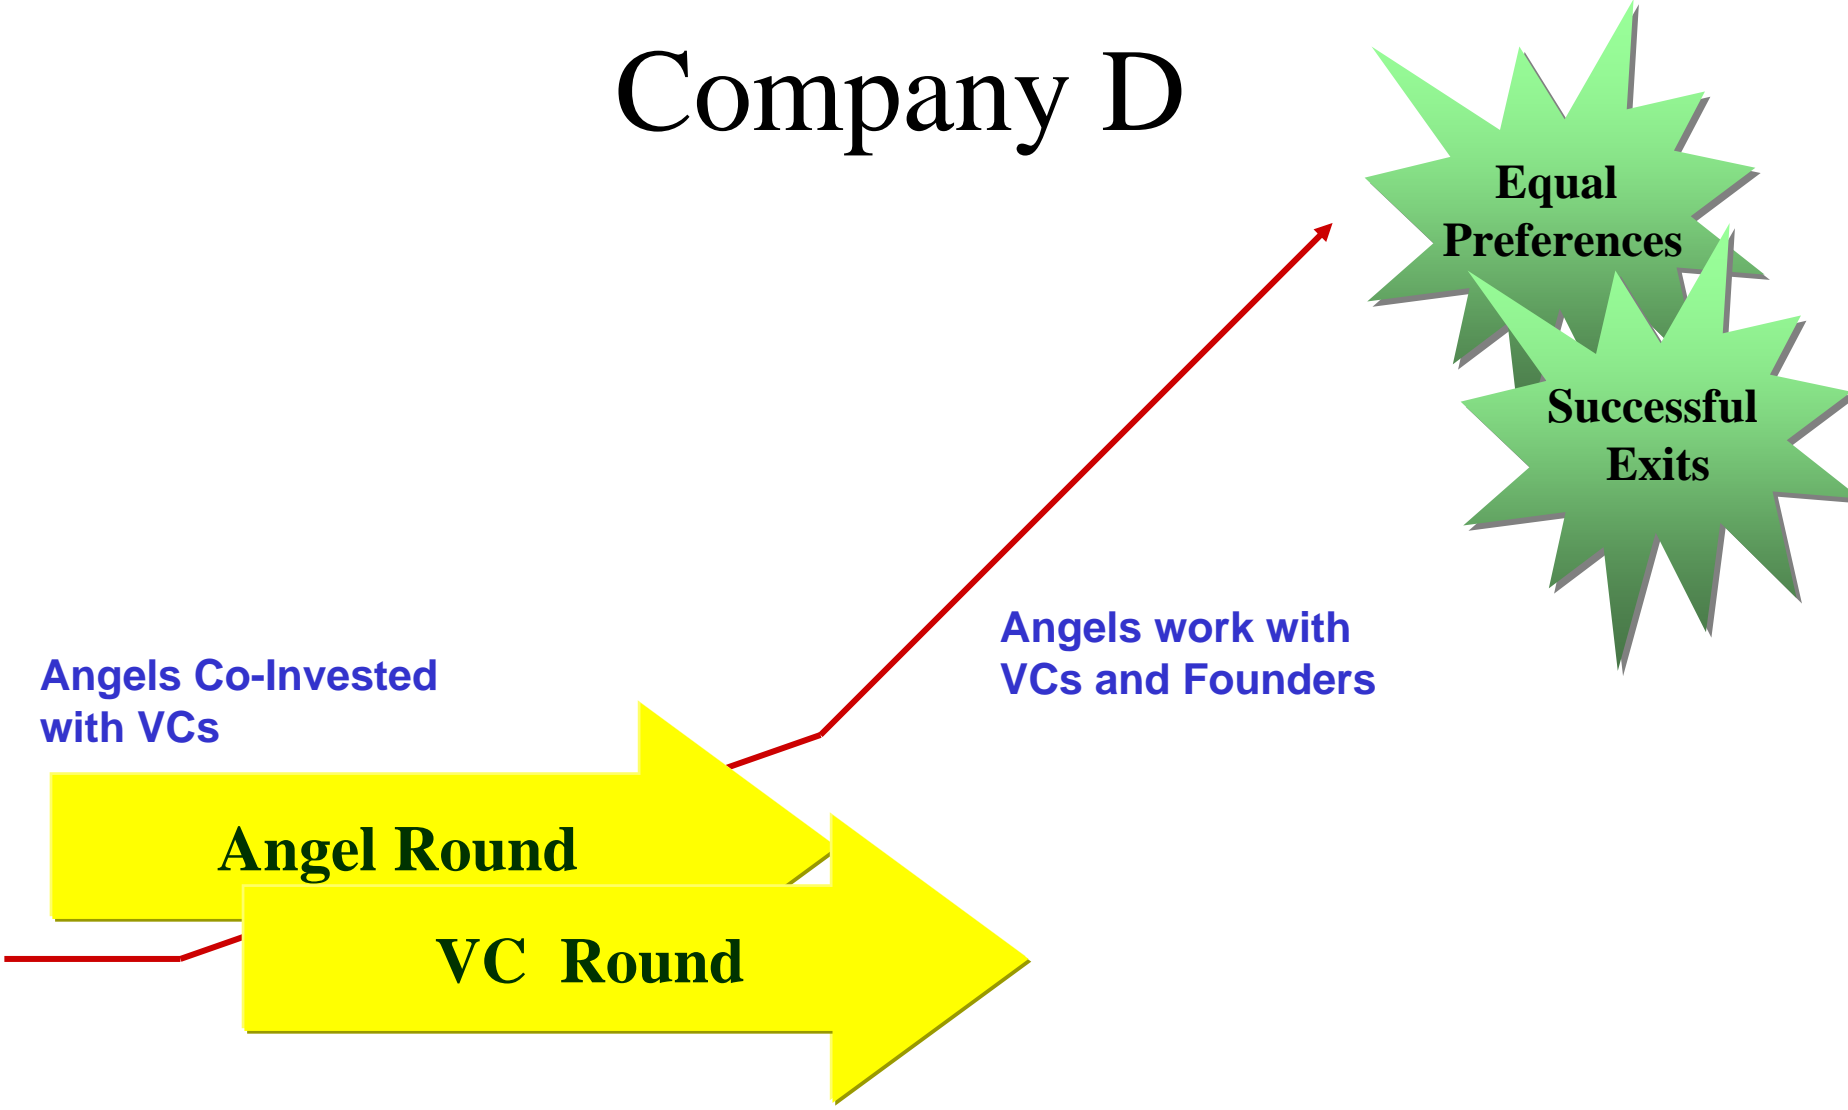 Company D
Equal
Preferences
Successful
Exits
Angels work with
VCs and Founders
Angels Co-Invested
with VCs
Angel Round
VC  Round